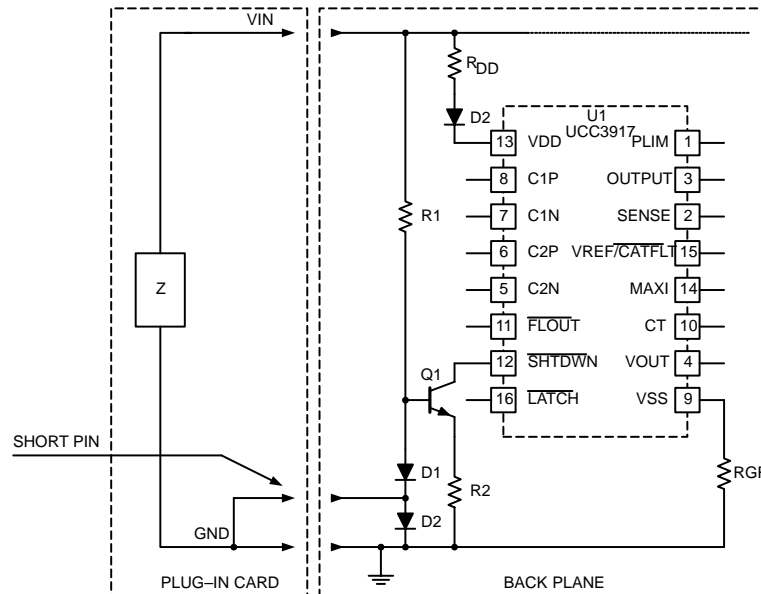 VIN
RDD
D2
U1
UCC3917
13 VDD PLIM 1
8 C1P OUTPUT 3
7 C1N SENSE 2
R1
6 C2P VREF/CATFLT 15
Z
5 C2N MAXI 14
11 FLOUT CT 10
12 SHTDWN VOUT 4
Q1
16 LATCH VSS 9
SHORT PIN
D1
R2
D2
GND
PLUG–IN CARD
BACK PLANE